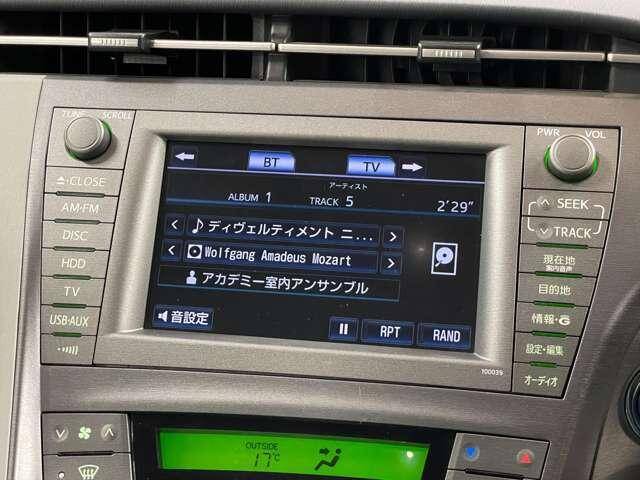 TUNE SCROLL
PWR VOL
BT TV
アーティスト
ALBUM 1 TRACK 5 2'29"
ディヴェルティメント ニ...
Wolfgang Amadeus Mozart
アカデミー室内アンサンブル
音設定
RPT RAND
100039
CLOSE
AM・FM
DISC
HDD
TV
USB・AUX
SEEK
TRACK
現在地
案内音声
目的地
情報・G
設定・編集
オーディオ
OUTSIDE
17℃